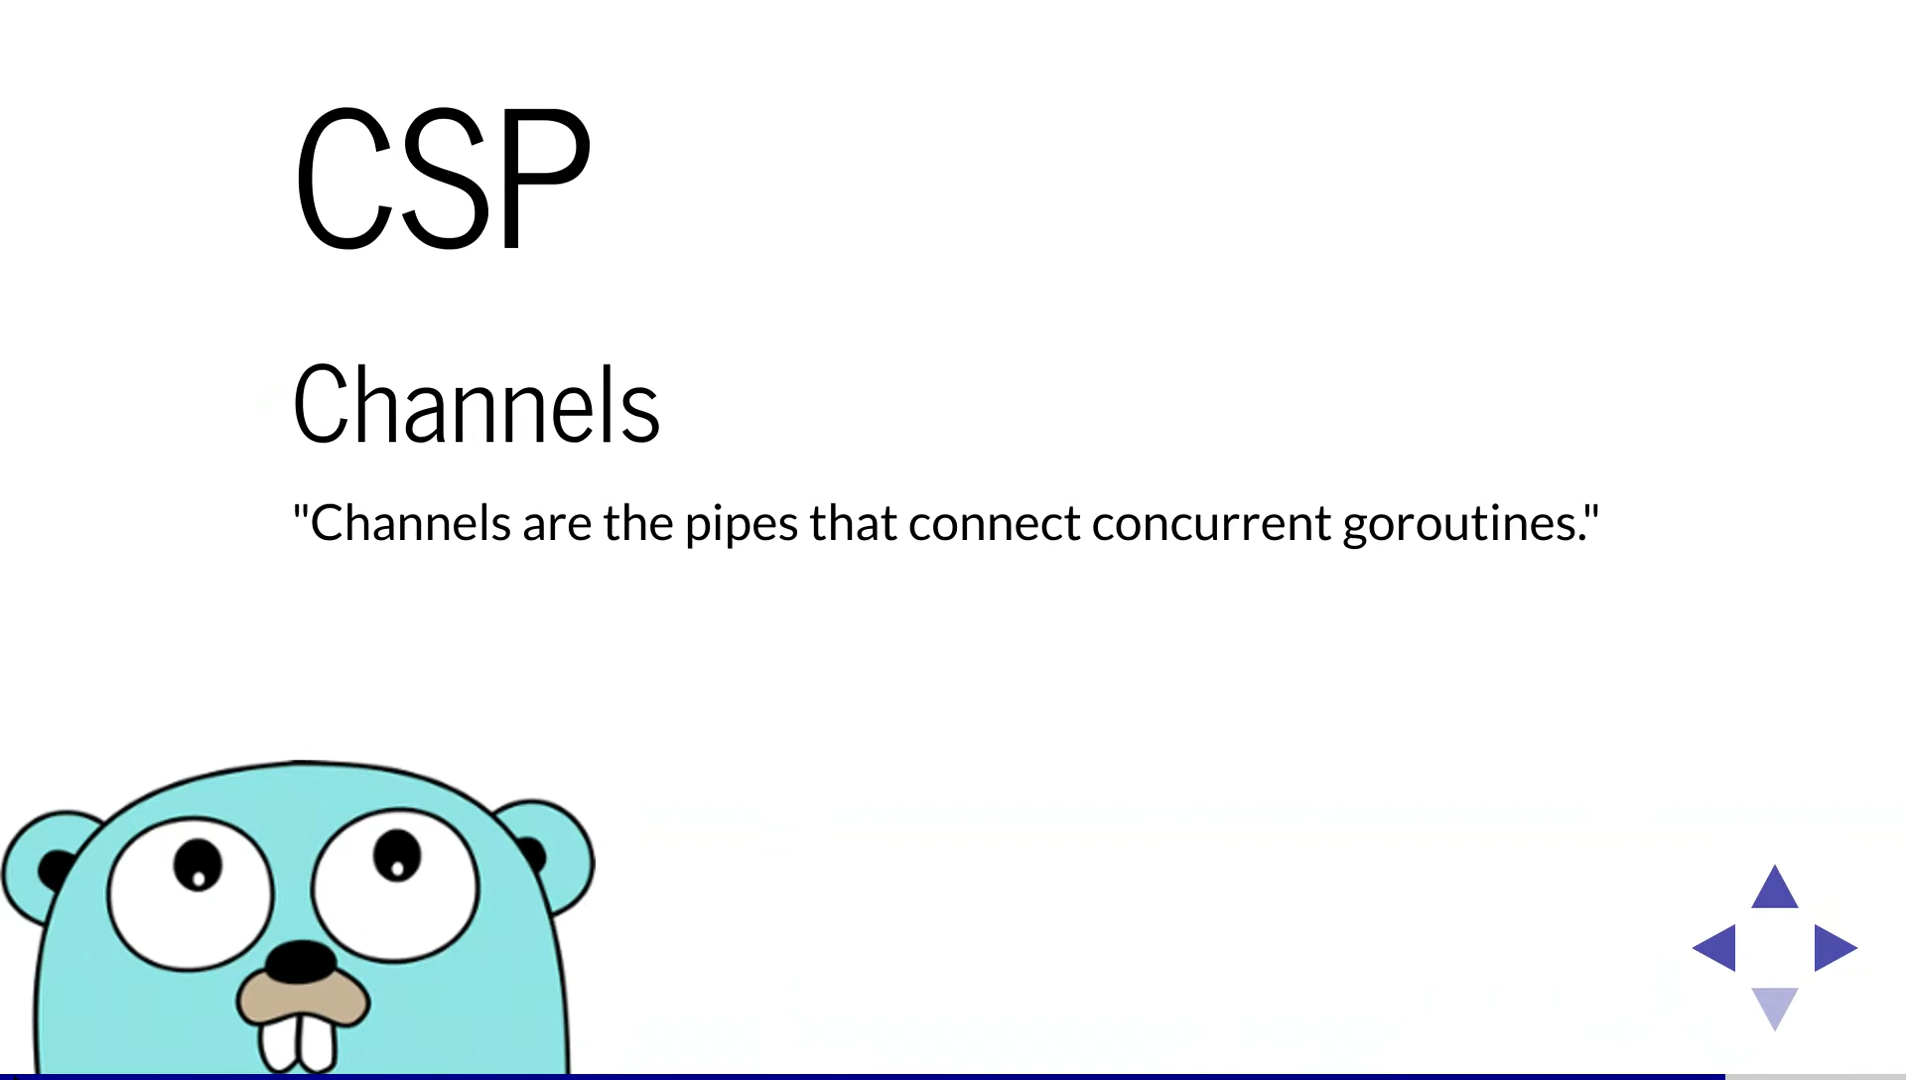 CSP
Channels
"Channels are the pipes that connect concurrent goroutines."